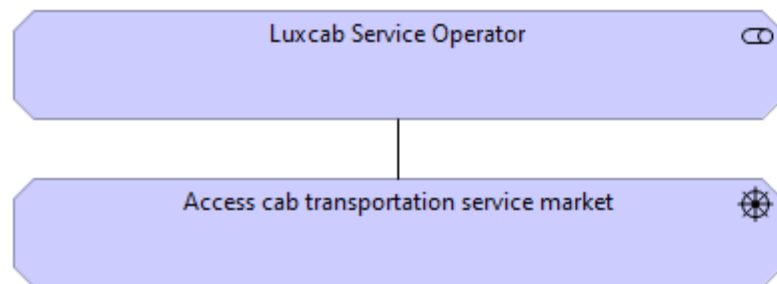 Luxcab Service Operator
Access cab transportation service market